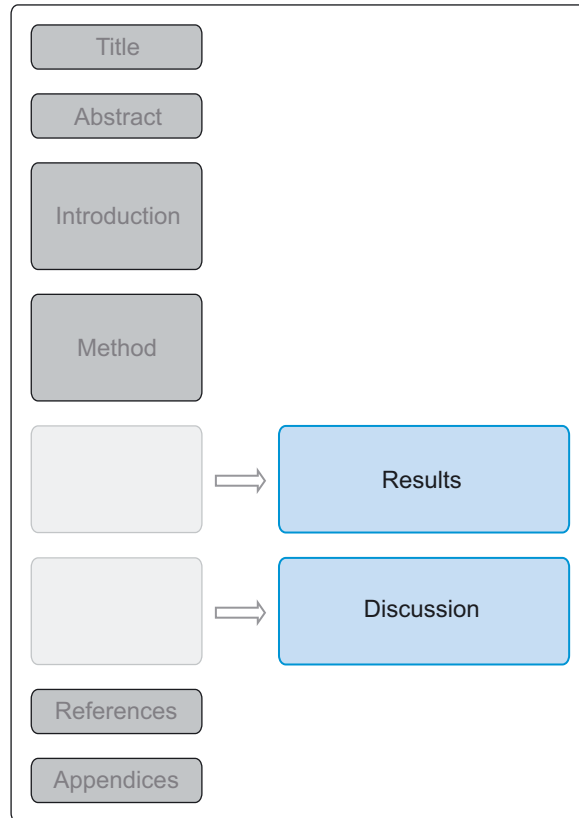 Title
Abstract
Introduction
Method
Results
Discussion
References
Appendices